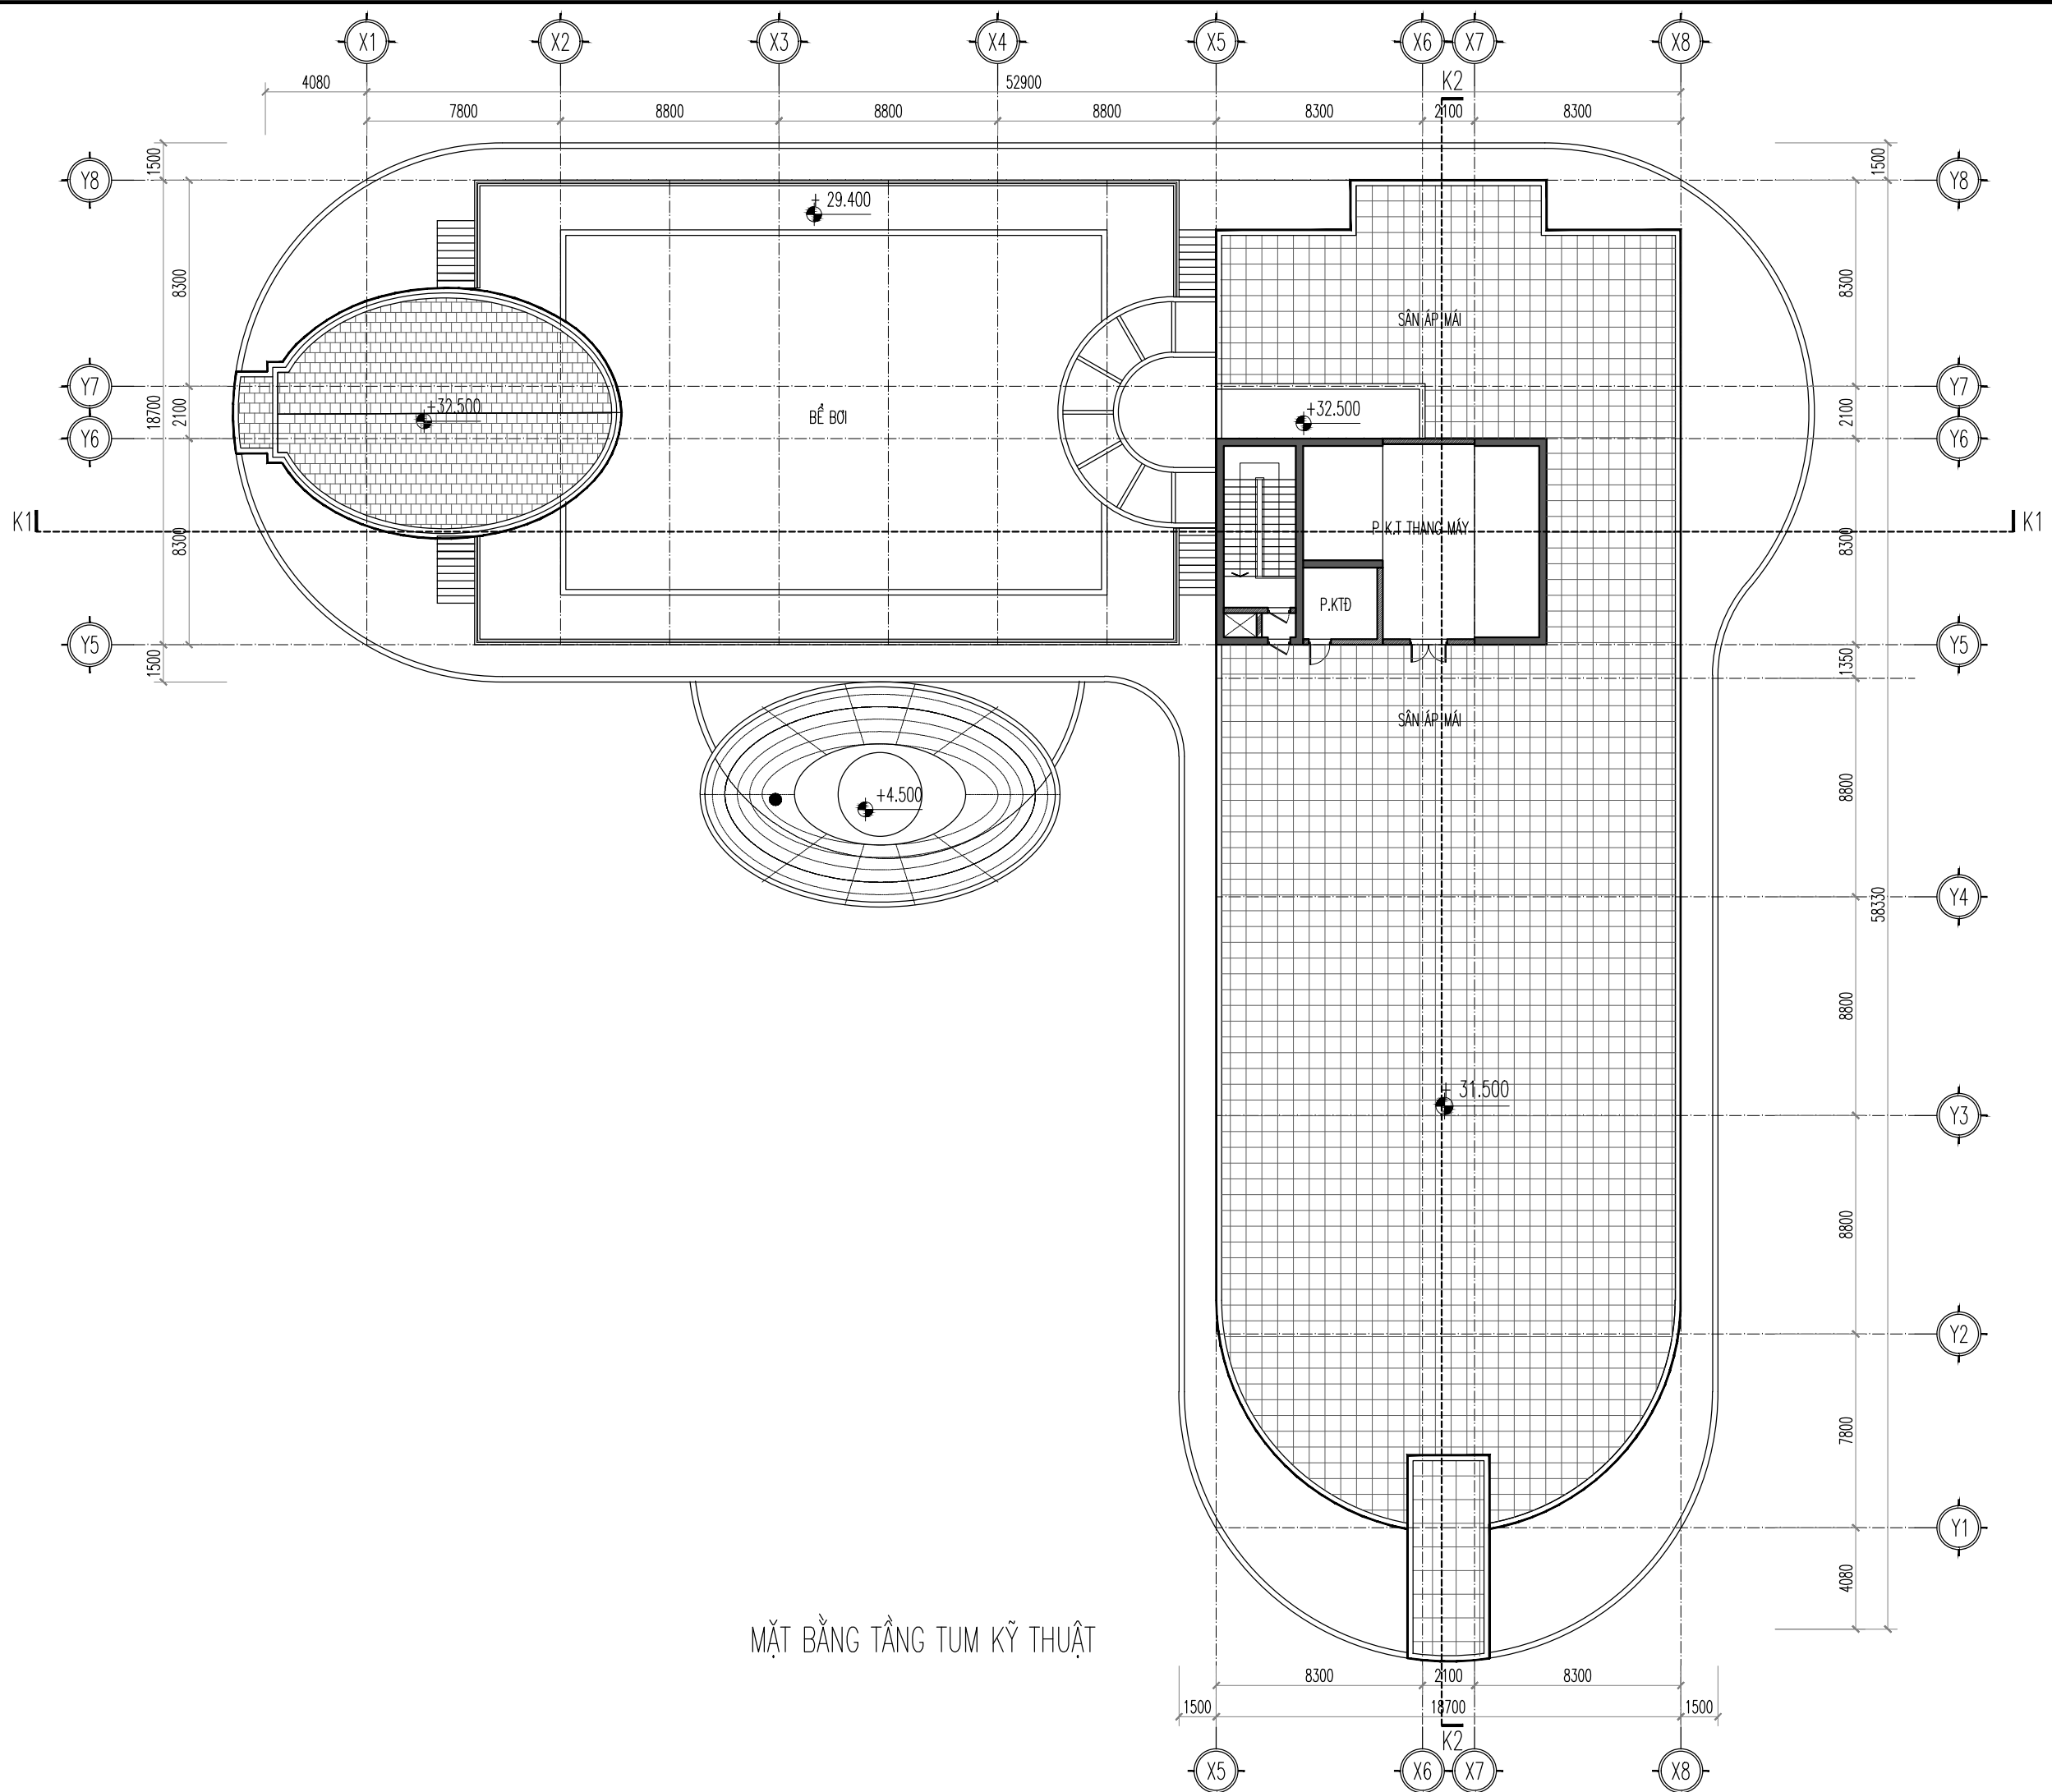 X1 X2 X3 X4 X5 X6 X7 X8
4080 52900 K2
7800 8800 8800 8800 8300 2100 8300
1500 1500
Y8 + 29.400 Y8
8300 8300
SÂN ÁP MÁI
Y7 Y7
18700 2100 +32.500 BỂ BƠI +32.500 2100
Y6 Y6
K1 P.K.T THANG MÁY K1
8300 8300
P.KTĐ
Y5 Y5
1500 1350
SÂN ÁP MÁI
+4.500 8800
Y4
58330
8800
+ 31.500
Y3
8800
Y2
7800
Y1
4080
MẶT BẰNG TẦNG TUM KỸ THUẬT
8300 2100 8300
1500 18700 1500
K2
X5 X6 X7 X8